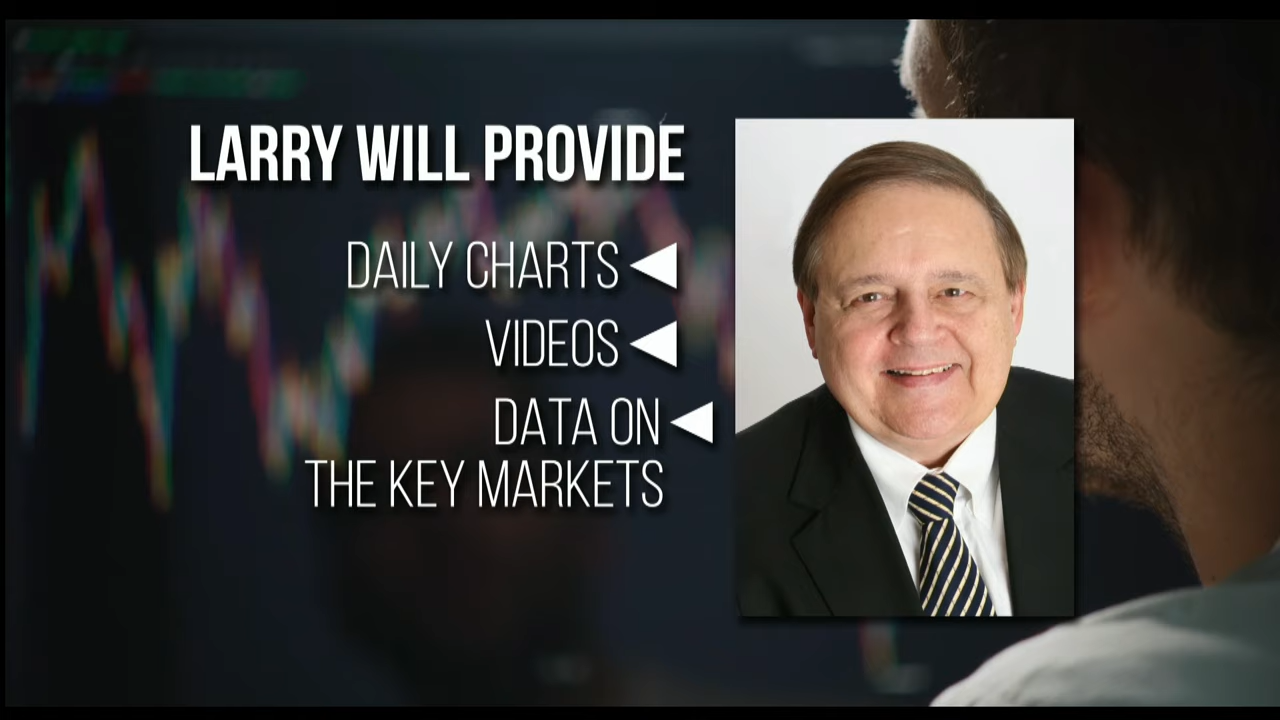 LARRY WILL PROVIDE
DAILY CHARTS
VIDEOS
DATA ON
THE KEY MARKETS